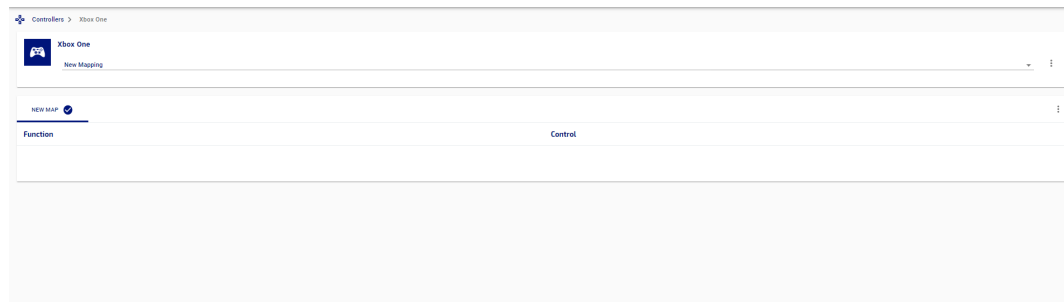 Controllers > Xbox One
Xbox One
New Mapping
NEW MAP
Function Control